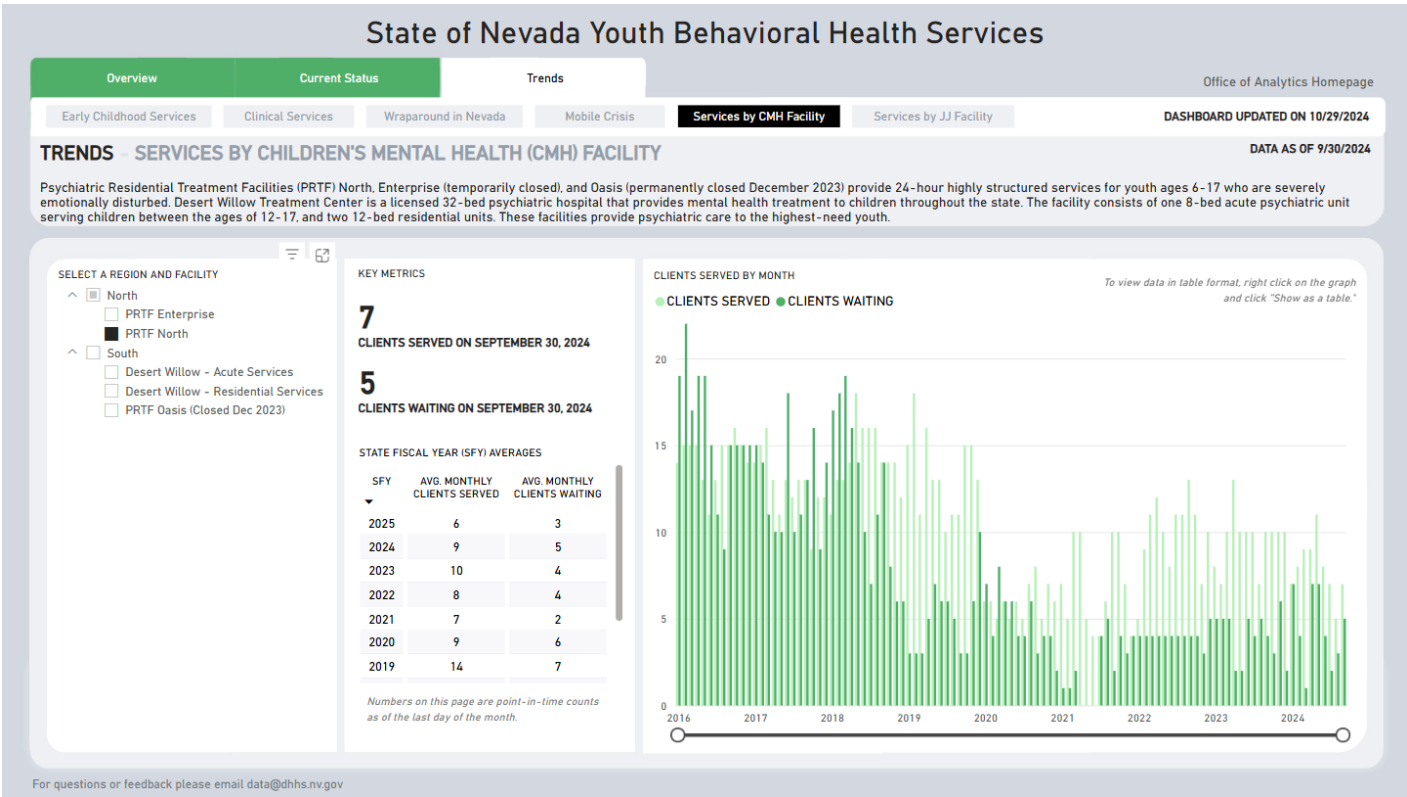 State of Nevada Youth Behavioral Health Services
Overview
Current Status
Trends
Office of Analytics Homepage
Early Childhood Services
Clinical Services
Wraparound in Nevada
Mobile Crisis
Services by CMH Facility
Services by JJ Facility
DASHBOARD UPDATED ON 10/29/2024
TRENDS - SERVICES BY CHILDREN'S MENTAL HEALTH (CMH) FACILITY
DATA AS OF 9/30/2024
Psychiatric Residential Treatment Facilities (PRTF) North, Enterprise (temporarily closed), and Oasis (permanently closed December 2023) provide 24-hour highly structured services for youth ages 6-17 who are severely
emotionally disturbed. Desert Willow Treatment Center is a licensed 32-bed psychiatric hospital that provides mental health treatment to children throughout the state. The facility consists of one 8-bed acute psychiatric unit
serving children between the ages of 12-17, and two 12-bed residential units. These facilities provide psychiatric care to the highest-need youth.
SELECT A REGION AND FACILITY
North
PRTF Enterprise
PRTF North
South
Desert Willow - Acute Services
Desert Willow - Residential Services
PRTF Oasis (Closed Dec 2023)
KEY METRICS
7
CLIENTS SERVED ON SEPTEMBER 30, 2024
5
CLIENTS WAITING ON SEPTEMBER 30, 2024
STATE FISCAL YEAR (SFY) AVERAGES
SFY AVG. MONTHLY CLIENTS SERVED AVG. MONTHLY CLIENTS WAITING
2025 6 3
2024 9 5
2023 10 4
2022 8 4
2021 7 2
2020 9 6
2019 14 7
Numbers on this page are point-in-time counts
as of the last day of the month.
CLIENTS SERVED BY MONTH
To view data in table format, right click on the graph
and click "Show as a table."
CLIENTS SERVED CLIENTS WAITING
20
15
10
5
0
2016 2017 2018 2019 2020 2021 2022 2023 2024
For questions or feedback please email data@dhhs.nv.gov